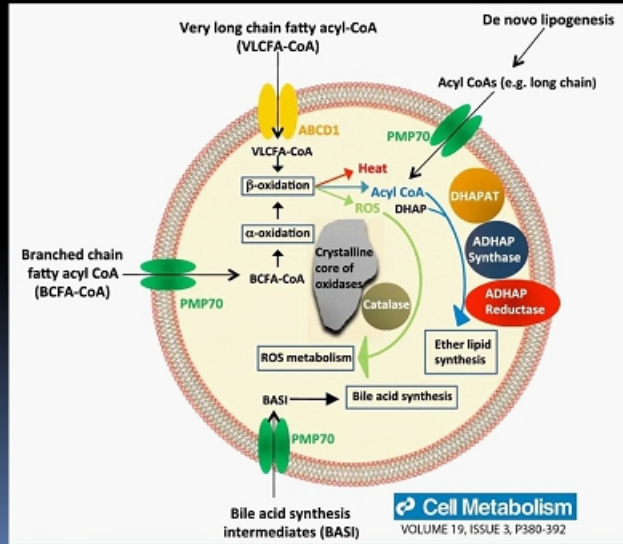 Very long chain fatty acyl-CoA
(VLCFA-CoA)
De novo lipogenesis
Acyl CoAs (e.g. long chain)
ABCD1
PMP70
VLCFA-CoA
β-oxidation
Heat
Acyl CoA
ROS
DHAP
DHAPAT
α-oxidation
ADHAP
Synthase
Branched chain
fatty acyl CoA
(BCFA-CoA)
PMP70
BCFA-CoA
Crystalline
core of
oxidases
Catalase
ADHAP
Reductase
ROS metabolism
Ether lipid
synthesis
BASI
Bile acid synthesis
PMP70
Bile acid synthesis
intermediates (BASI)
Cell Metabolism
VOLUME 19, ISSUE 3, P380-392